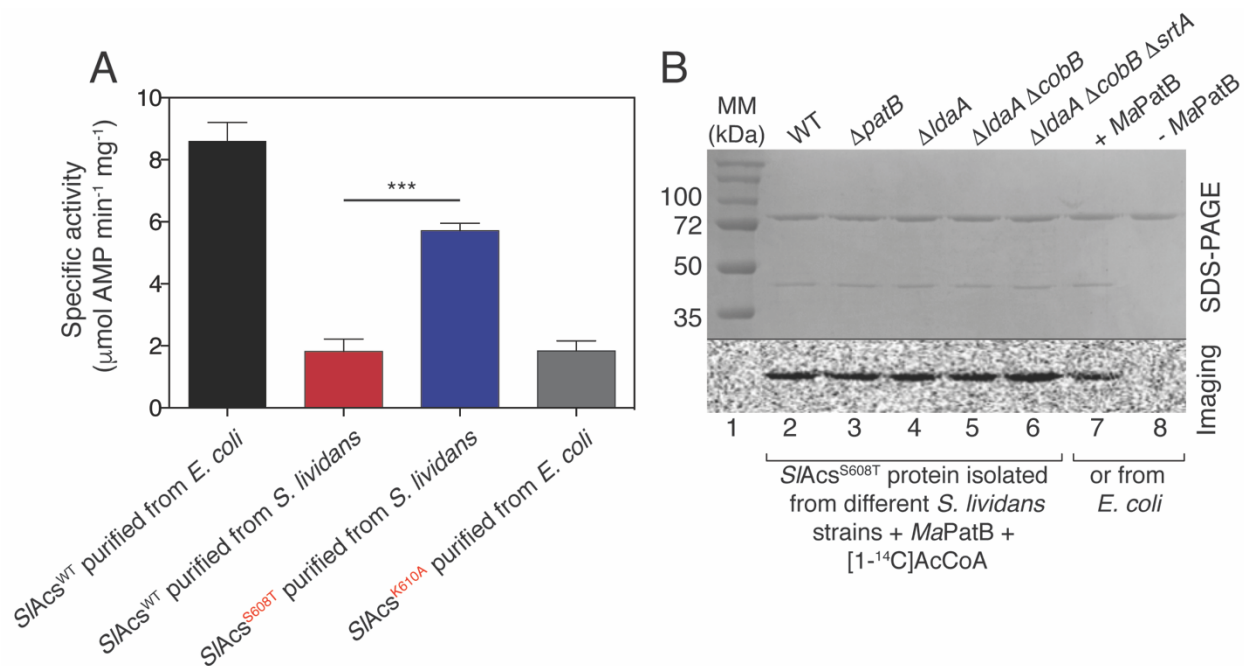 A
Specific activity
(μmol AMP min⁻¹ mg⁻¹)
10
8
6
4
2
0
***
SlAcsᵂᵀ purified from E. coli
SlAcsᵂᵀ purified from S. lividans
SlAcsS608T purified from S. lividans
SlAcsK610A purified from E. coli
B
MM
(kDa)
WT
ΔpatB
ΔldaA
ΔldaA ΔcobB
ΔldaA ΔcobB ΔsrtA
+ MaPatB
- MaPatB
100
72
50
35
SDS-PAGE
Imaging
1 2 3 4 5 6 7 8
SlAcsS608T protein isolated
from different S. lividans
strains + MaPatB +
[1-¹⁴C]AcCoA
or from
E. coli